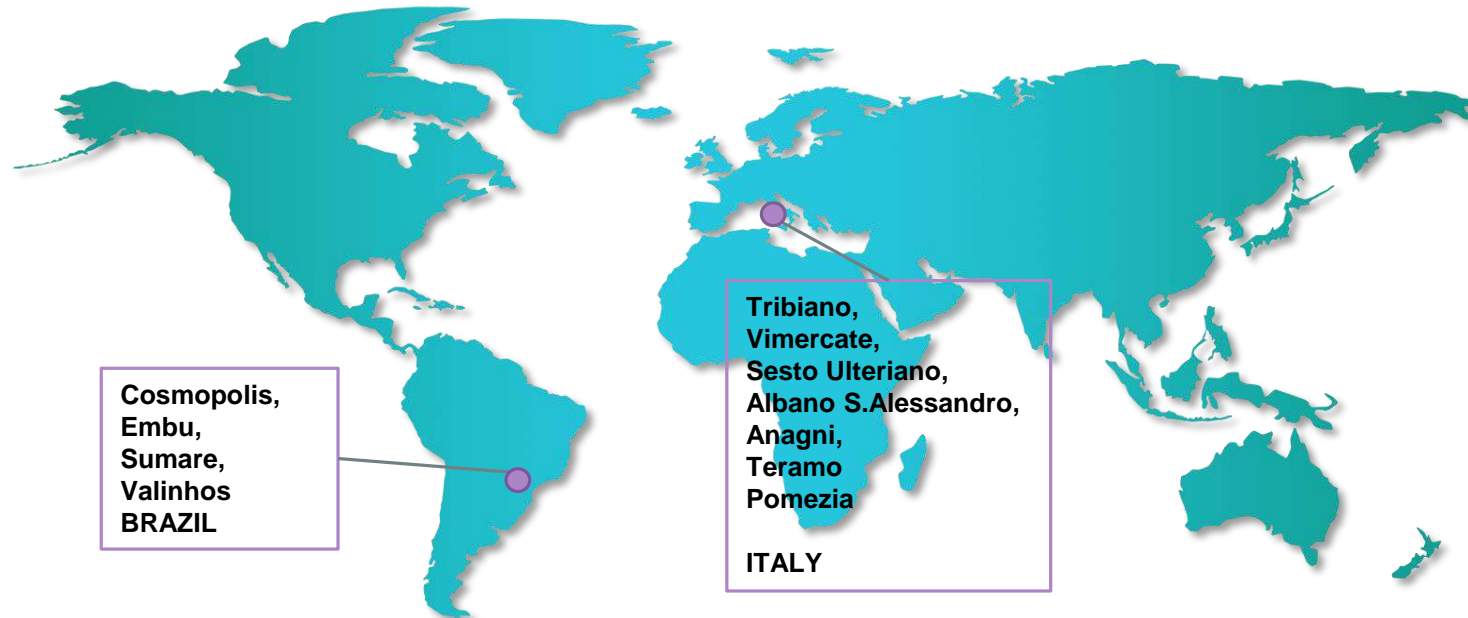 Cosmopolis,
Embu,
Sumare,
Valinhos
BRAZIL
Tribiano,
Vimercate,
Sesto Ulteriano,
Albano S.Alessandro,
Anagni,
Teramo
Pomezia
ITALY